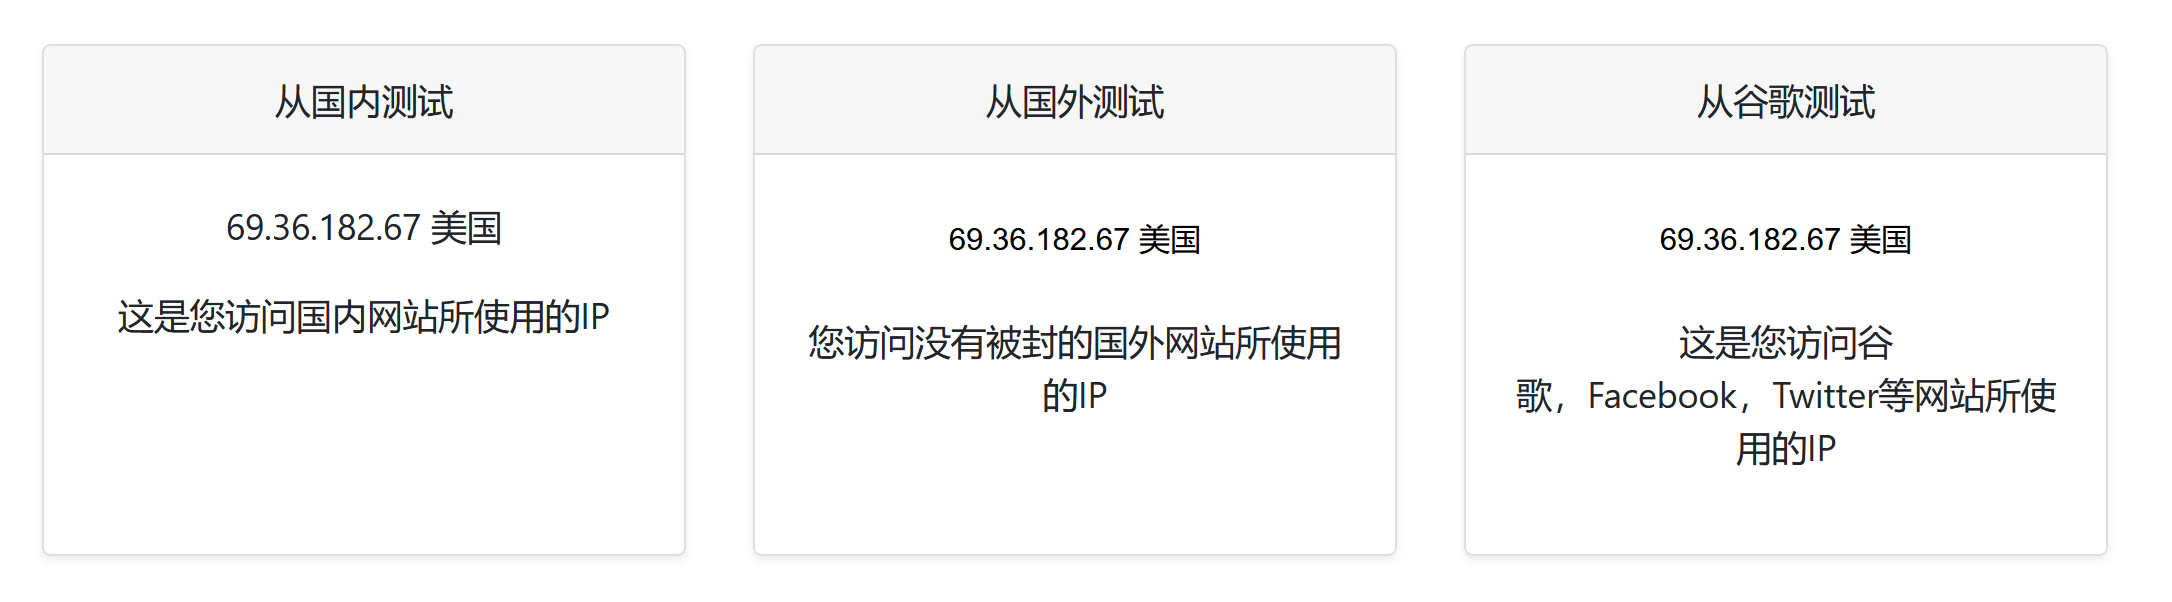 从国内测试
69.36.182.67 美国
这是您访问国内网站所使用的IP
从国外测试
69.36.182.67 美国
您访问没有被封的国外网站所使用
的IP
从谷歌测试
69.36.182.67 美国
这是您访问谷
歌，Facebook，Twitter等网站所使
用的IP